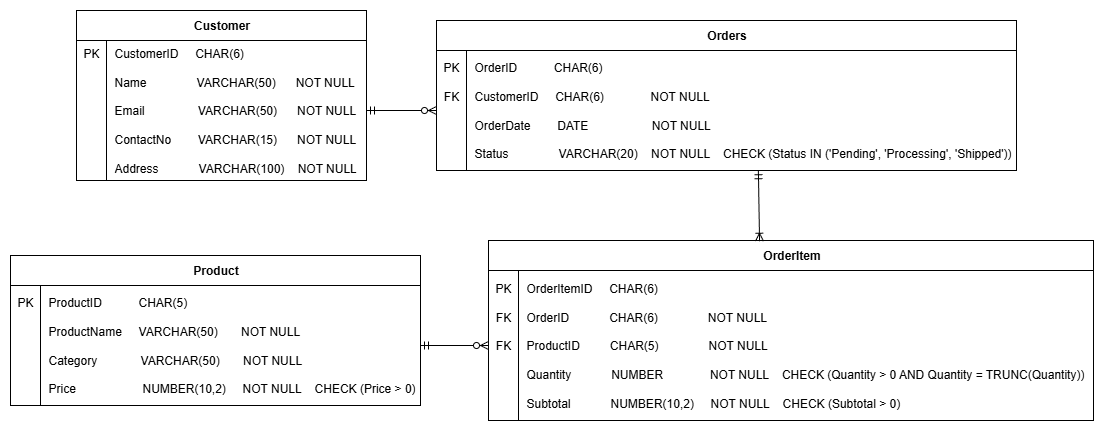 Customer
PK CustomerID CHAR(6)
Name VARCHAR(50) NOT NULL
Email VARCHAR(50) NOT NULL
ContactNo VARCHAR(15) NOT NULL
Address VARCHAR(100) NOT NULL
Orders
PK OrderID CHAR(6)
FK CustomerID CHAR(6) NOT NULL
OrderDate DATE NOT NULL
Status VARCHAR(20) NOT NULL CHECK (Status IN ('Pending', 'Processing', 'Shipped'))
Product
PK ProductID CHAR(5)
ProductName VARCHAR(50) NOT NULL
Category VARCHAR(50) NOT NULL
Price NUMBER(10,2) NOT NULL CHECK (Price > 0)
OrderItem
PK OrderItemID CHAR(6)
FK OrderID CHAR(6) NOT NULL
FK ProductID CHAR(5) NOT NULL
Quantity NUMBER NOT NULL CHECK (Quantity > 0 AND Quantity = TRUNC(Quantity))
Subtotal NUMBER(10,2) NOT NULL CHECK (Subtotal > 0)